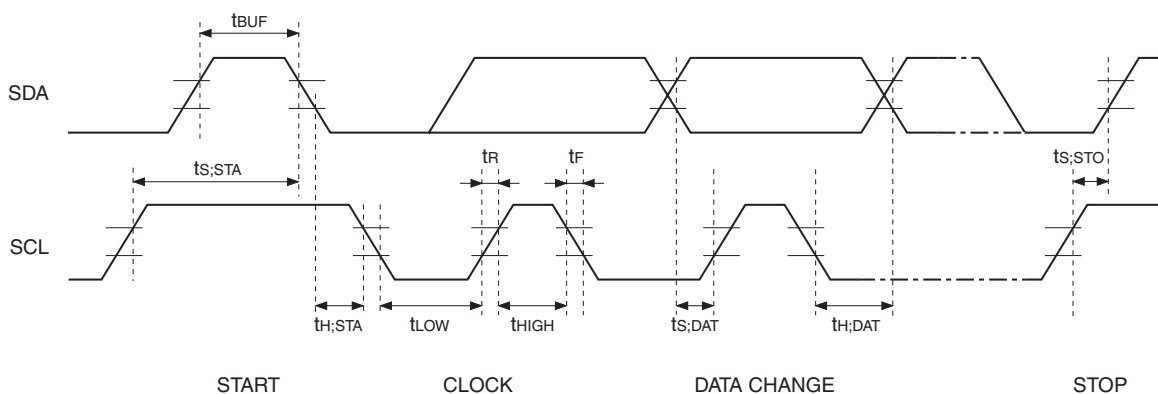 tBUF
SDA
tS;STA
tR
tF
tS;STO
SCL
tH;STA
tLOW
tHIGH
tS;DAT
tH;DAT
START
CLOCK
DATA CHANGE
STOP